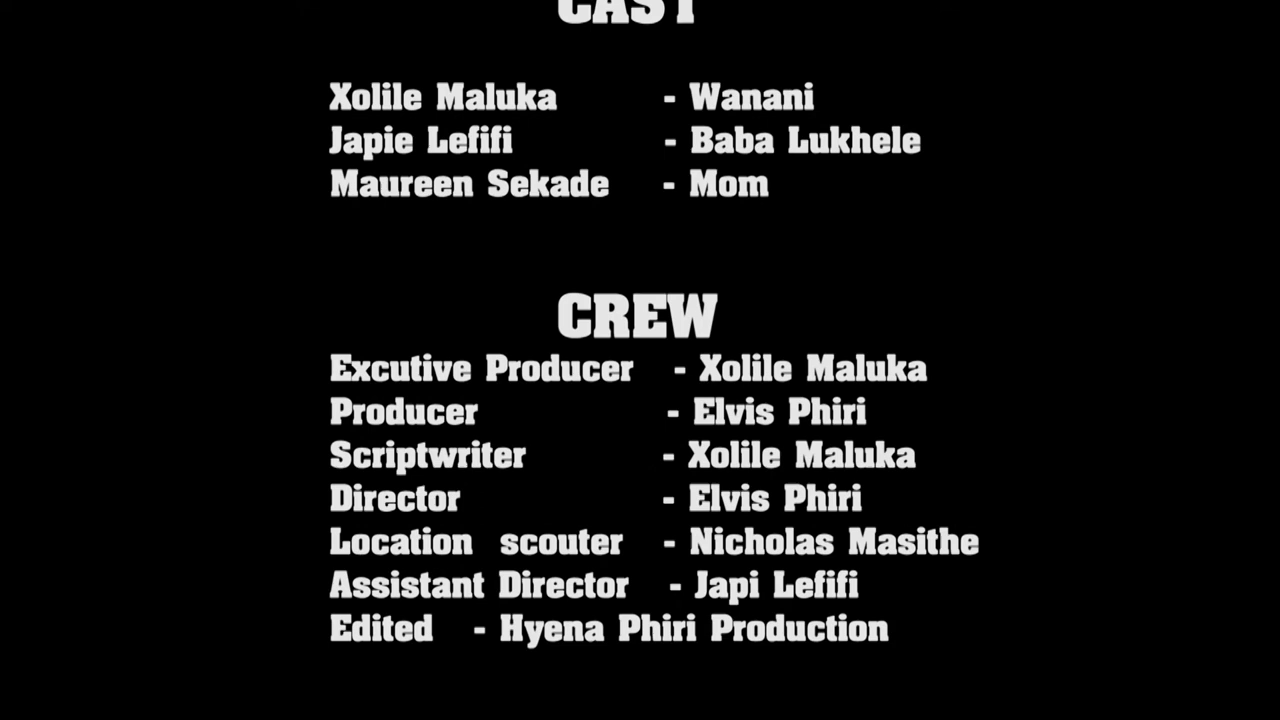 CAST
Xolile Maluka - Wanani
Japie Lefifi - Baba Lukhele
Maureen Sekade - Mom
CREW
Excutive Producer - Xolile Maluka
Producer - Elvis Phiri
Scriptwriter - Xolile Maluka
Director - Elvis Phiri
Location scouter - Nicholas Masithe
Assistant Director - Japi Lefifi
Edited - Hyena Phiri Production